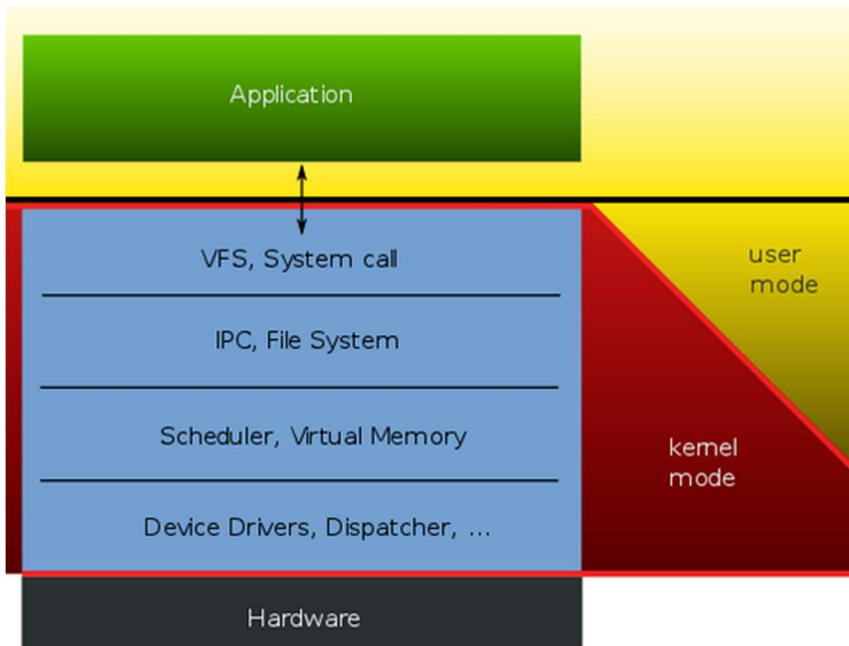 Application
VFS, System call
user
mode
IPC, File System
Scheduler, Virtual Memory
kernel
mode
Device Drivers, Dispatcher, ...
Hardware